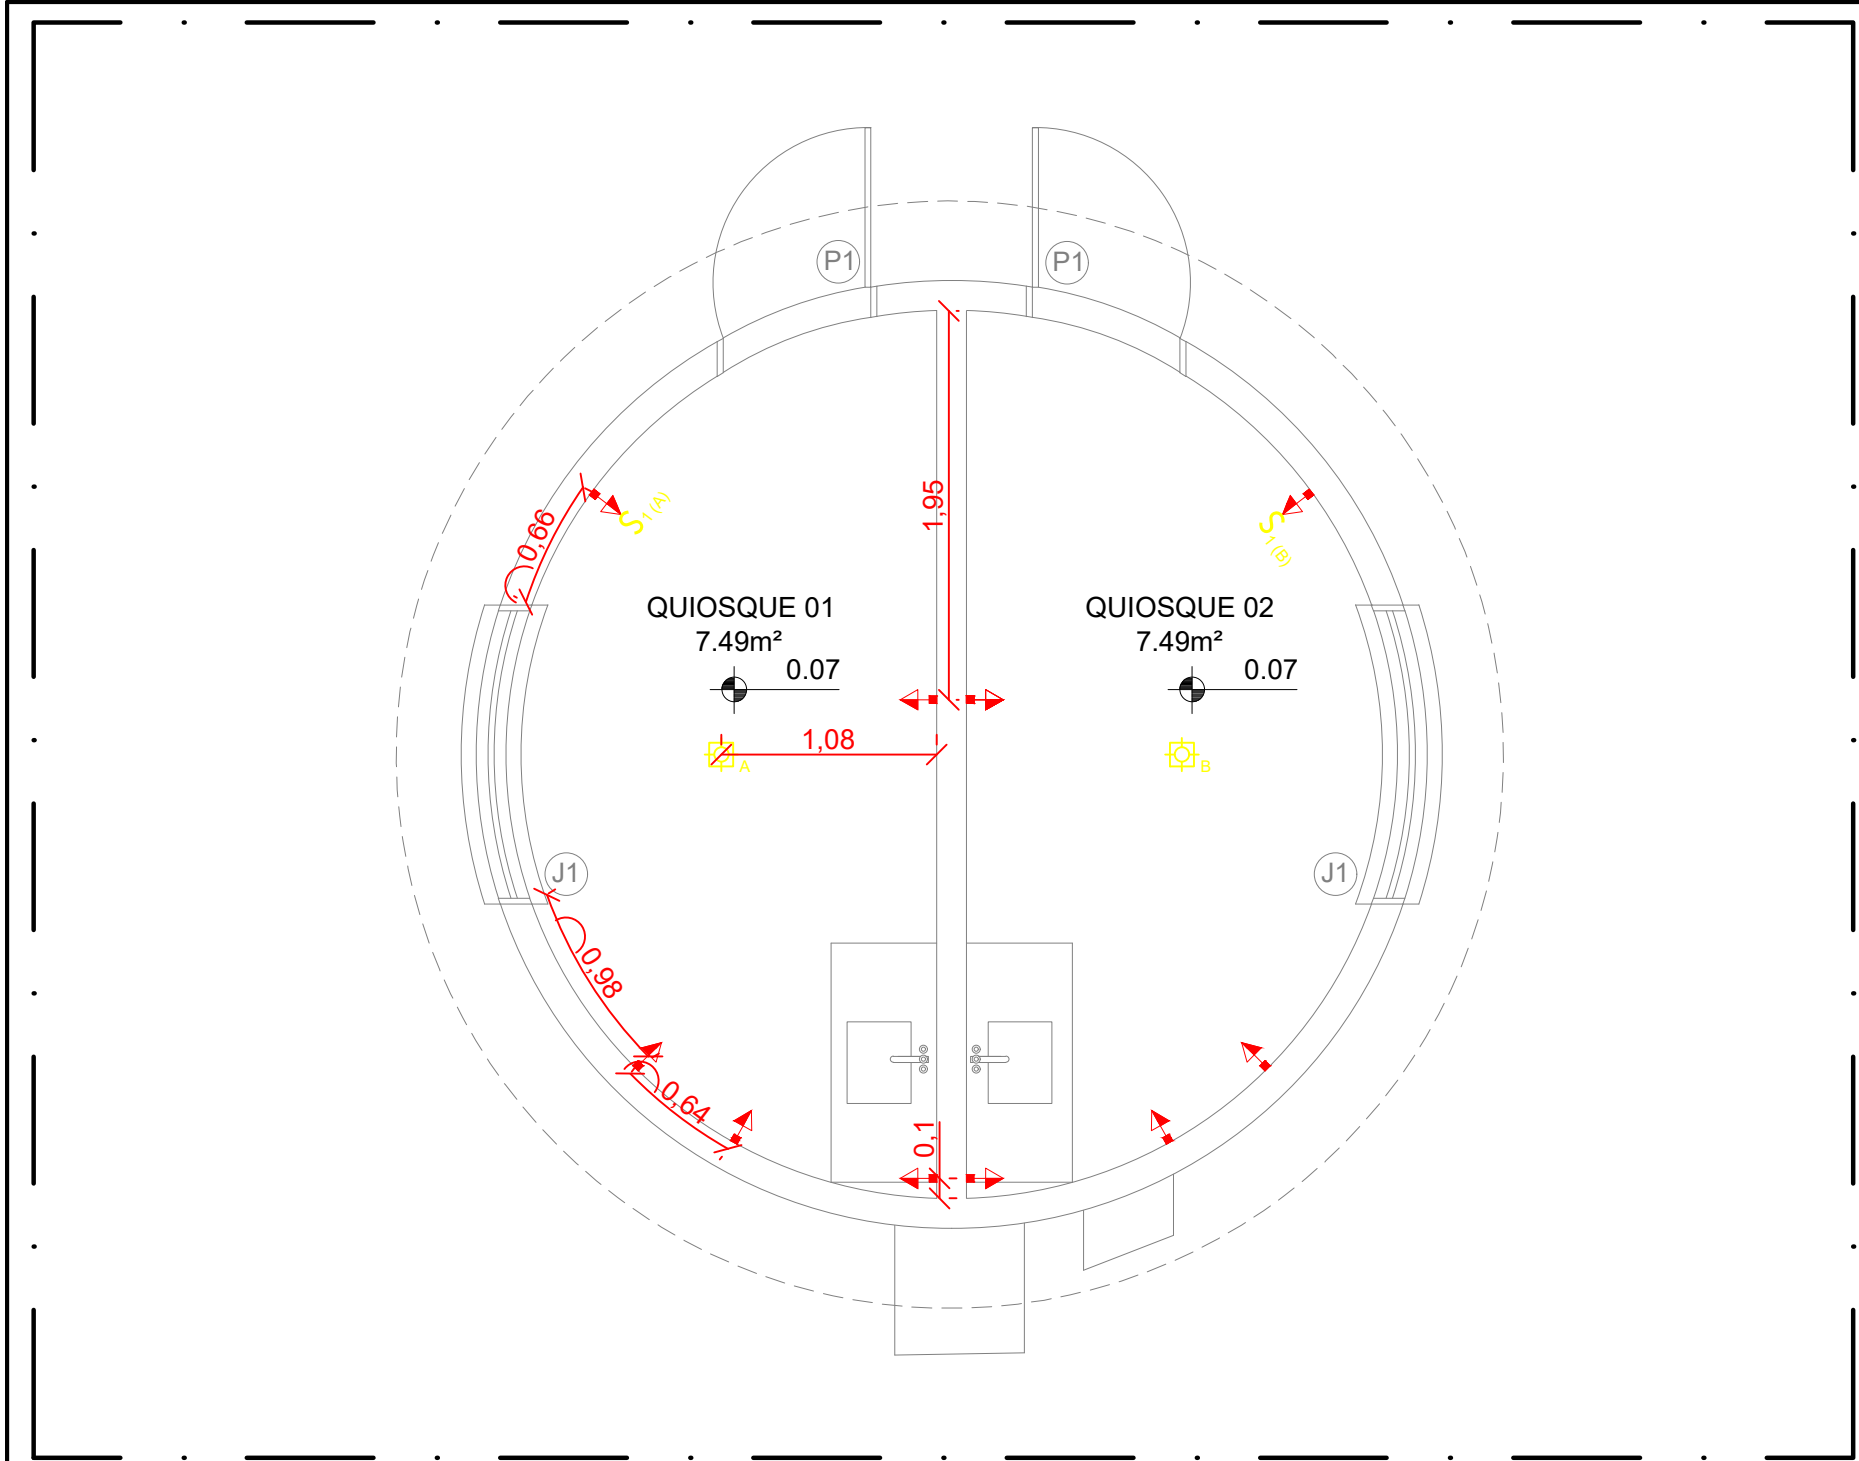 P1
P1
S1 (A)
S1 (B)
0,66
1,95
QUIOSQUE 01
7.49m²
0.07
QUIOSQUE 02
7.49m²
0.07
1,08
A
B
J1
J1
0,98
0,64
0,1